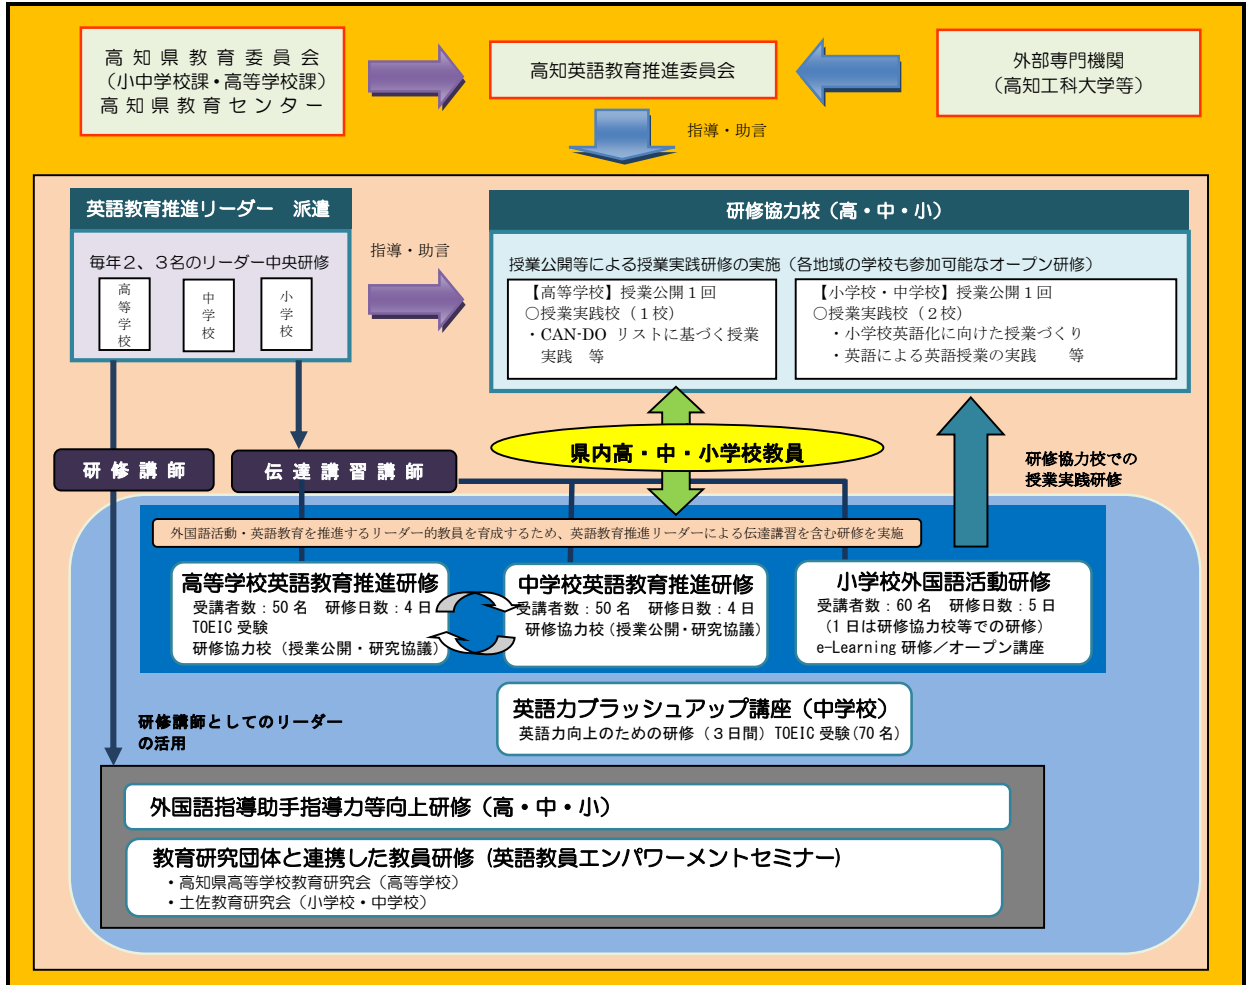 高知県教育委員会
（小中学校課・高等学校課）
高知県教育センター
高知英語教育推進委員会
外部専門機関
（高知工科大学等）
指導・助言
英語教育推進リーダー　派遣
毎年２、３名のリーダー中央研修
高等学校
中学校
小学校
指導・助言
研修協力校（高・中・小）
授業公開等による授業実践研修の実施（各地域の学校も参加可能なオープン研修）
【高等学校】授業公開１回
○授業実践校（１校）
・CAN-DO リストに基づく授業
実践　等
【小学校・中学校】授業公開１回
○授業実践校（２校）
・小学校英語化に向けた授業づくり
・英語による英語授業の実践　　等
県内高・中・小学校教員
研修講師
伝達講習講師
研修協力校での
授業実践研修
外国語活動・英語教育を推進するリーダー的教員を育成するため、英語教育推進リーダーによる伝達講習を含む研修を実施
高等学校英語教育推進研修
受講者数：50 名　研修日数：4 日
TOEIC 受験
研修協力校（授業公開・研究協議）
中学校英語教育推進研修
受講者数：50 名　研修日数：4 日
研修協力校（授業公開・研究協議）
小学校外国語活動研修
受講者数：60 名　研修日数：5 日
（1 日は研修協力校等での研修）
e-Learning 研修／オープン講座
英語力ブラッシュアップ講座（中学校）
英語力向上のための研修（３日間）TOEIC 受験（70 名）
研修講師としてのリーダー
の活用
外国語指導助手指導力等向上研修（高・中・小）
教育研究団体と連携した教員研修（英語教員エンパワーメントセミナー）
・高知県高等学校教育研究会（高等学校）
・土佐教育研究会（小学校・中学校）